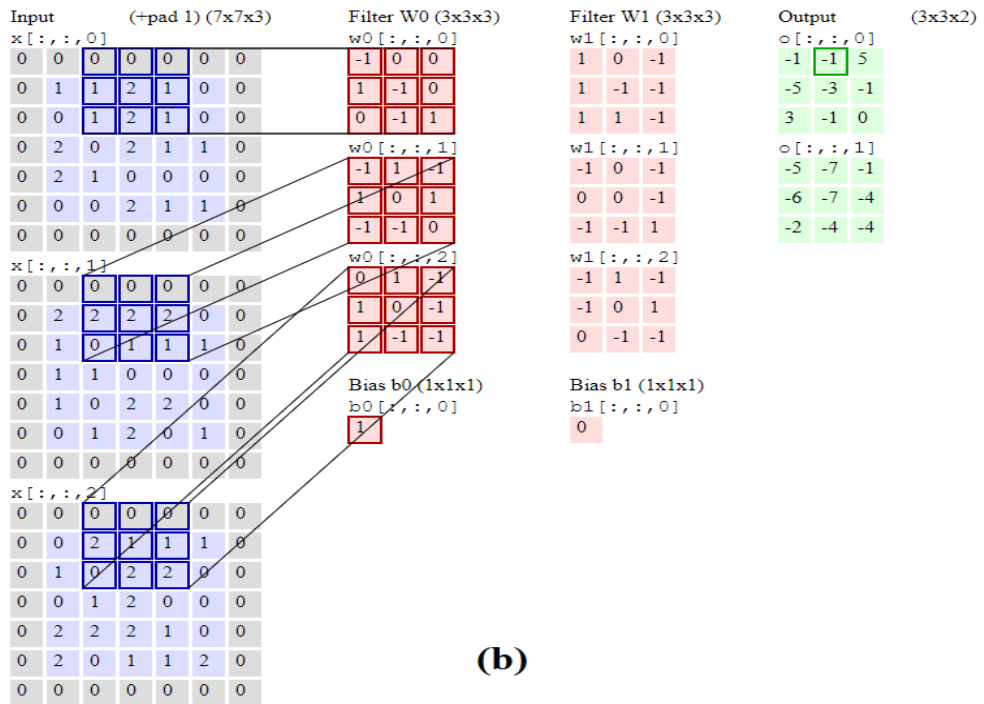 Input (+pad 1) (7x7x3)
x[:,:,0]
0 0 0 0 0 0 0
0 1 1 2 1 0 0
0 0 1 2 1 0 0
0 2 0 2 1 1 0
0 2 1 0 0 0 0
0 0 0 2 1 1 0
0 0 0 0 0 0 0
x[:,:,1]
0 0 0 0 0 0 0
0 2 2 2 2 0 0
0 1 0 1 1 1 0
0 1 1 0 0 0 0
0 1 0 2 2 0 0
0 0 1 2 0 1 0
0 0 0 0 0 0 0
x[:,:,2]
0 0 0 0 0 0 0
0 0 2 1 1 1 0
0 1 0 2 2 0 0
0 0 1 2 0 0 0
0 2 2 2 1 0 0
0 2 0 1 1 2 0
0 0 0 0 0 0 0
Filter W0 (3x3x3)
w0[:,:,0]
-1 0 0
1 -1 0
0 -1 1
w0[:,:,1]
-1 1 -1
1 0 1
-1 -1 0
w0[:,:,2]
0 1 -1
1 0 -1
1 -1 -1
Bias b0 (1x1x1)
b0[:,:,0]
1
Filter W1 (3x3x3)
w1[:,:,0]
1 0 -1
1 -1 -1
1 1 -1
w1[:,:,1]
-1 0 -1
0 0 -1
-1 -1 1
w1[:,:,2]
-1 1 -1
-1 0 1
0 -1 -1
Bias b1 (1x1x1)
b1[:,:,0]
0
Output (3x3x2)
o[:,:,0]
-1 -1 5
-5 -3 -1
3 -1 0
o[:,:,1]
-5 -7 -1
-6 -7 -4
-2 -4 -4
(b)